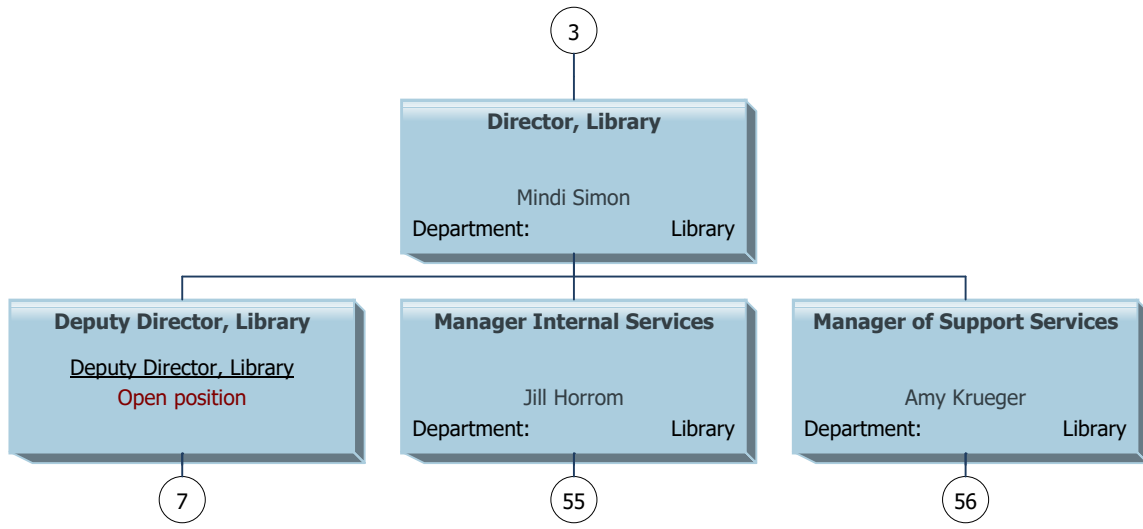 3
Director, Library
Mindi Simon
Department: Library
Deputy Director, Library
Deputy Director, Library
Open position
Manager Internal Services
Jill Horrom
Department: Library
Manager of Support Services
Amy Krueger
Department: Library
7
55
56